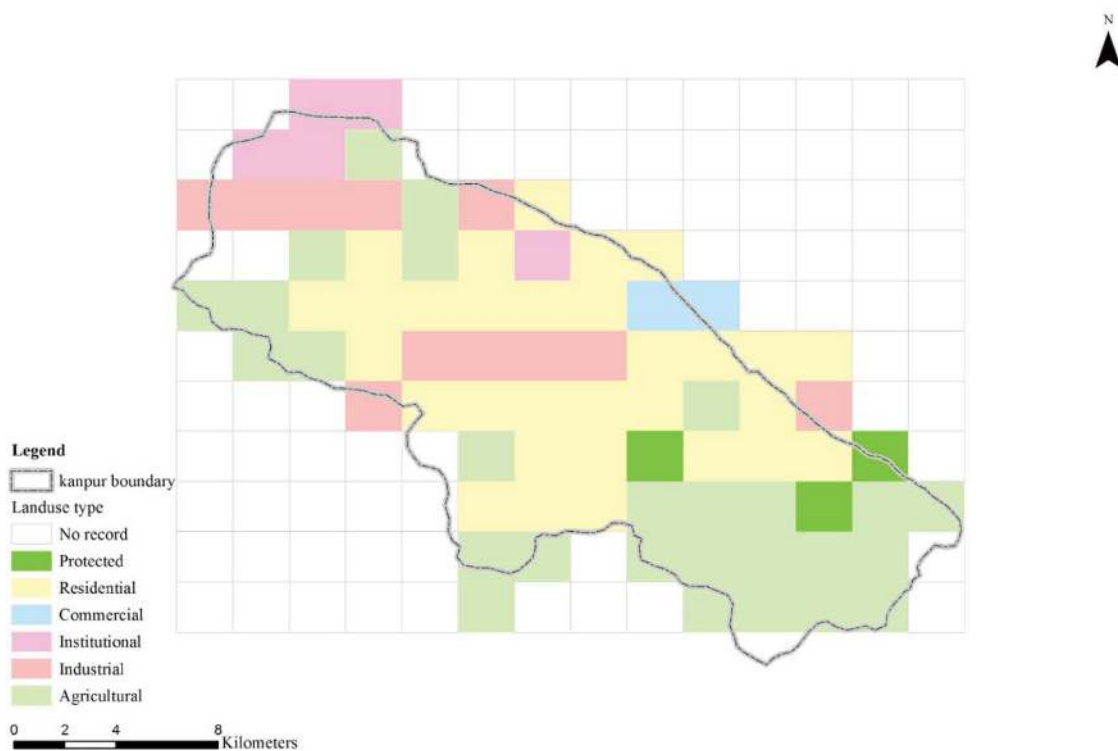 N
Legend
kanpur boundary
Landuse type
No record
Protected
Residential
Commercial
Institutional
Industrial
Agricultural
0 2 4 8
Kilometers